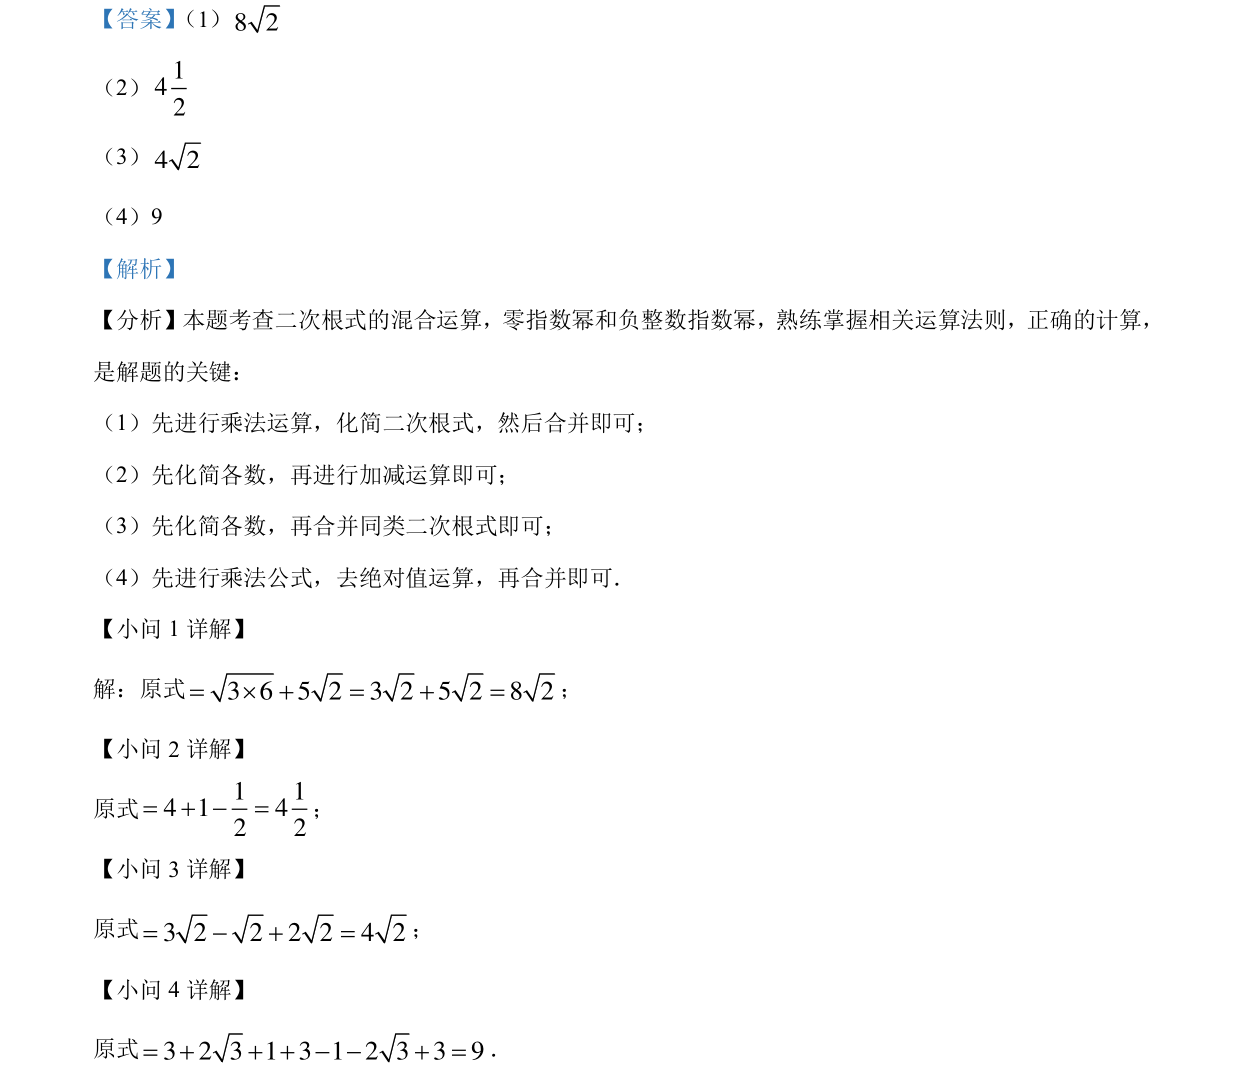 【答案】（1）8√2
（2）4 1/2
（3）4√2
（4）9
【解析】
【分析】本题考查二次根式的混合运算，零指数幂和负整数指数幂，熟练掌握相关运算法则，正确的计算，
是解题的关键：
（1）先进行乘法运算，化简二次根式，然后合并即可；
（2）先化简各数，再进行加减运算即可；
（3）先化简各数，再合并同类二次根式即可；
（4）先进行乘法公式，去绝对值运算，再合并即可．
【小问 1 详解】
解：原式=√(3×6)+5√2=3√2+5√2=8√2；
【小问 2 详解】
原式=4+1−1/2=4 1/2；
【小问 3 详解】
原式=3√2−√2+2√2=4√2；
【小问 4 详解】
原式=3+2√3+1+3−1−2√3+3=9．